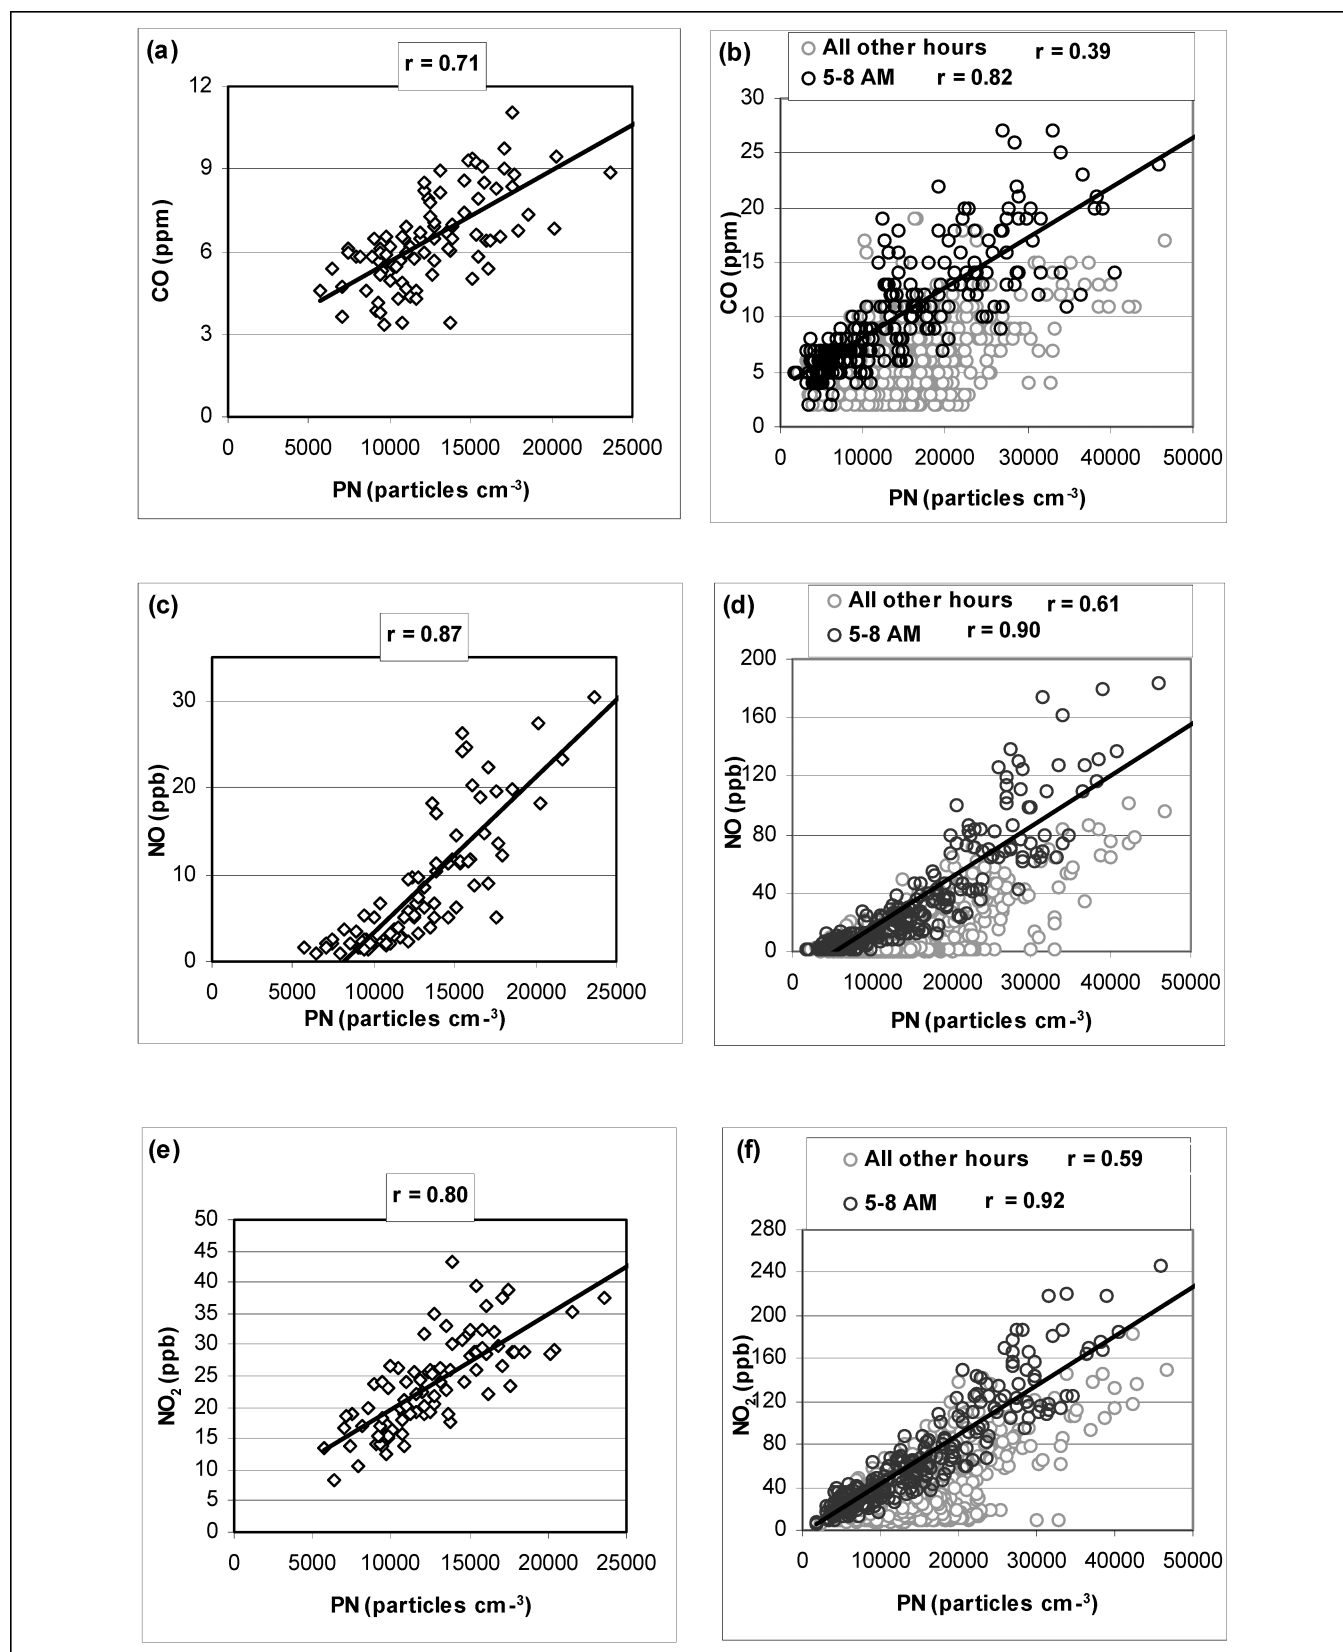 (a)
r = 0.71
12
9
6
3
0
CO (ppm)
0 5000 10000 15000 20000 25000
PN (particles cm-3)
(b)
All other hours r = 0.39
5-8 AM r = 0.82
30
25
20
15
10
5
0
CO (ppm)
0 10000 20000 30000 40000 50000
PN (particles cm-3)
(c)
r = 0.87
30
20
10
0
NO (ppb)
0 5000 10000 15000 20000 25000
PN (particles cm-3)
(d)
All other hours r = 0.61
5-8 AM r = 0.90
200
160
120
80
40
0
NO (ppb)
0 10000 20000 30000 40000 50000
PN (particles cm-3)
(e)
r = 0.80
50
45
40
35
30
25
20
15
10
5
0
NO2 (ppb)
0 5000 10000 15000 20000 25000
PN (particles cm-3)
(f)
All other hours r = 0.59
5-8 AM r = 0.92
280
240
200
160
120
80
40
0
NO2 (ppb)
0 10000 20000 30000 40000 50000
PN (particles cm-3)